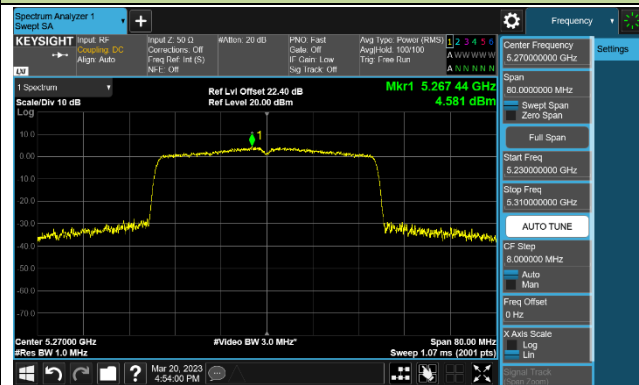 Spectrum Analyzer 1
Swept SA
+
Frequency
KEYSIGHT
Input: RF
Coupling: DC
Align: Auto
Input Z: 50 Ω
Corrections: Off
Freq Ref: Int (S)
NFE: Off
#Atten: 20 dB
PNO: Fast
Gate: Off
IF Gain: Low
Sig Track: Off
Avg Type: Power (RMS)
Avg|Hold: 100/100
Trig: Free Run
1 2 3 4 5 6
A W W W W W
A N N N N N
LXI
Center Frequency
5.270000000 GHz
Settings
Span
80.0000000 MHz
Swept Span
Zero Span
Full Span
Start Freq
5.230000000 GHz
Stop Freq
5.310000000 GHz
AUTO TUNE
CF Step
8.000000 MHz
Auto
Man
Freq Offset
0 Hz
X Axis Scale
Log
Lin
Signal Track
(Span Zoom)
1 Spectrum
Scale/Div 10 dB
Log
Ref Lvl Offset 22.40 dB
Ref Level 20.00 dBm
Mkr1 5.267 44 GHz
4.581 dBm
1
10.0
0.00
-10.0
-20.0
-30.0
-40.0
-50.0
-60.0
-70.0
Center 5.27000 GHz
#Res BW 1.0 MHz
#Video BW 3.0 MHz*
Span 80.00 MHz
Sweep 1.07 ms (2001 pts)
?
Mar 20, 2023
4:54:00 PM